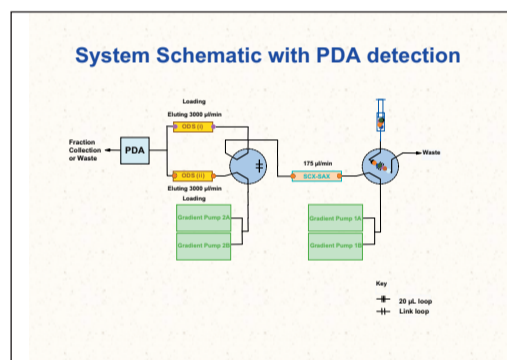 System Schematic with PDA detection
Loading
Eluting 3000 µl/min
ODS (i)
Fraction
Collection
or Waste
PDA
ODS (ii)
Eluting 3000 µl/min
Loading
175 µl/min
SCX-SAX
Waste
Gradient Pump 2A
Gradient Pump 2B
Gradient Pump 1A
Gradient Pump 1B
Key
20 µL loop
Link loop